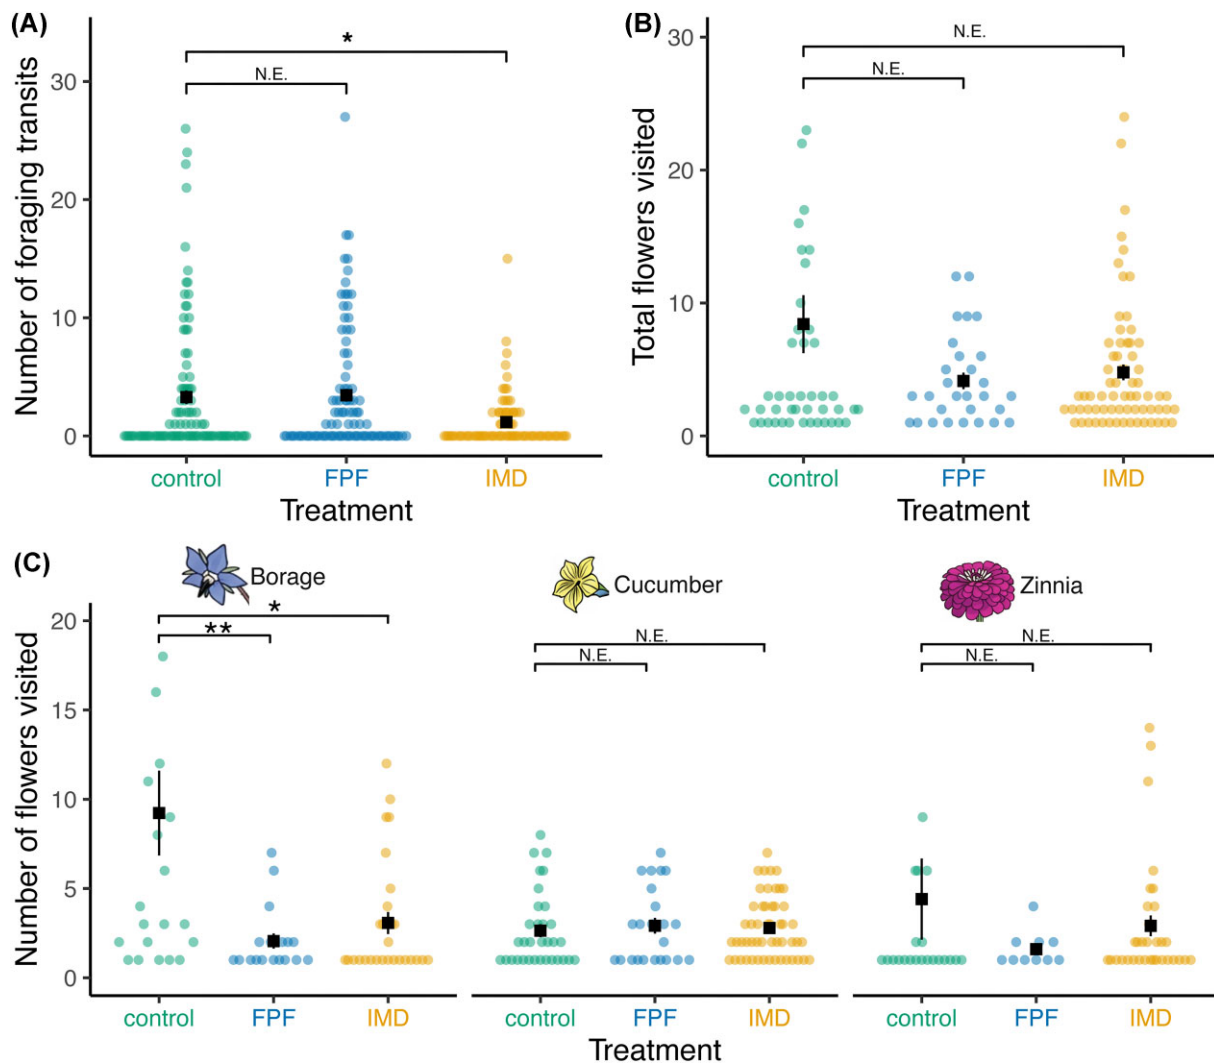 (A)
*
N.E.
30
20
10
0
Number of foraging transits
control FPF IMD
Treatment
(B)
N.E.
N.E.
30
20
10
0
Total flowers visited
control FPF IMD
Treatment
(C)
Borage
Cucumber
Zinnia
*
**
N.E.
N.E.
N.E.
N.E.
20
15
10
5
0
Number of flowers visited
control FPF IMD
control FPF IMD
control FPF IMD
Treatment